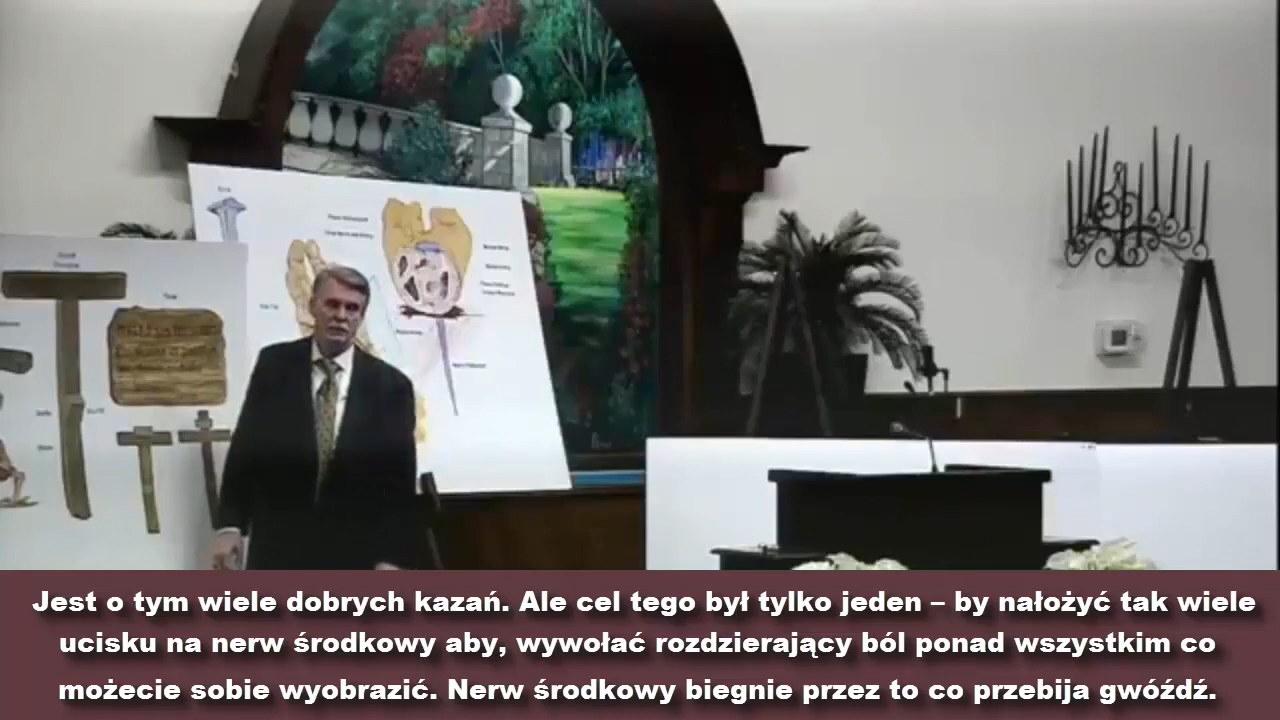 Jest o tym wiele dobrych kazań. Ale cel tego był tylko jeden – by nałożyć tak wiele
ucisku na nerw środkowy aby, wywołać rozdzierający ból ponad wszystkim co
możecie sobie wyobrazić. Nerw środkowy biegnie przez to co przebija gwóźdź.